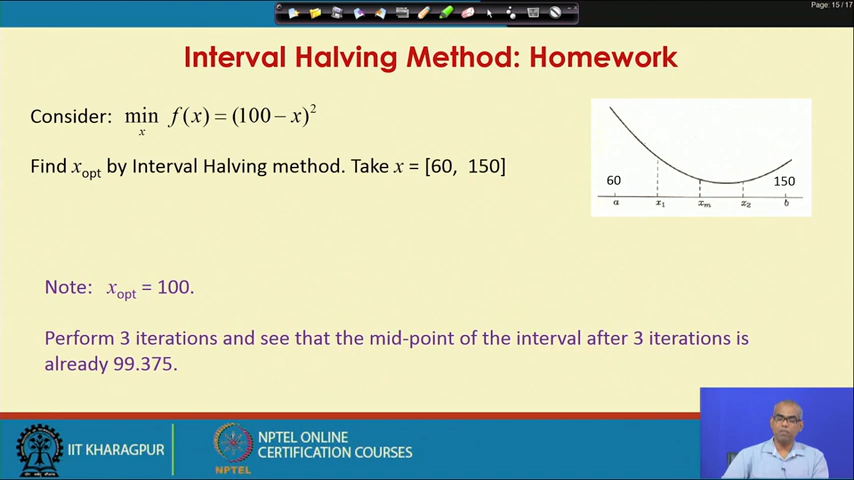 Page: 15 / 17
Interval Halving Method: Homework
Consider: min f(x) = (100 − x)²
x
Find xopt by Interval Halving method. Take x = [60, 150]
60 150
a x₁ xₘ x₂ b
Note: xopt = 100.
Perform 3 iterations and see that the mid-point of the interval after 3 iterations is
already 99.375.
IIT KHARAGPUR
NPTEL
NPTEL ONLINE
CERTIFICATION COURSES